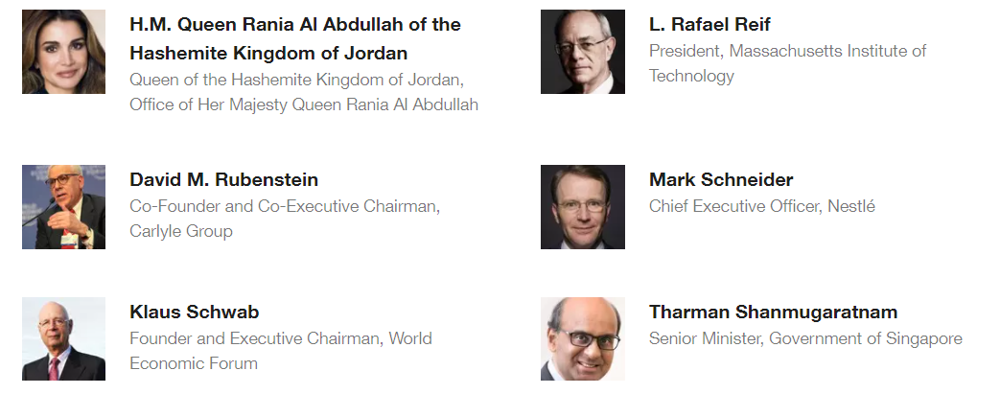 H.M. Queen Rania Al Abdullah of the
Hashemite Kingdom of Jordan
Queen of the Hashemite Kingdom of Jordan,
Office of Her Majesty Queen Rania Al Abdullah
L. Rafael Reif
President, Massachusetts Institute of
Technology
David M. Rubenstein
Co-Founder and Co-Executive Chairman,
Carlyle Group
Mark Schneider
Chief Executive Officer, Nestlé
Klaus Schwab
Founder and Executive Chairman, World
Economic Forum
Tharman Shanmugaratnam
Senior Minister, Government of Singapore